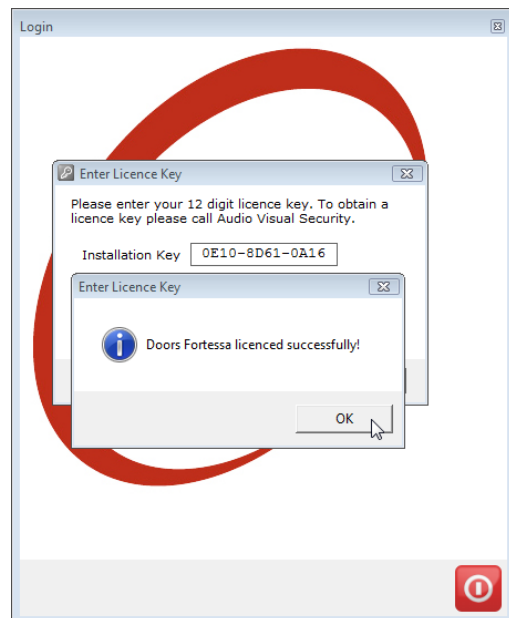 Login
Enter Licence Key
Please enter your 12 digit licence key. To obtain a
licence key please call Audio Visual Security.
Installation Key 0E10-8D61-0A16
Enter Licence Key
Doors Fortessa licenced successfully!
OK